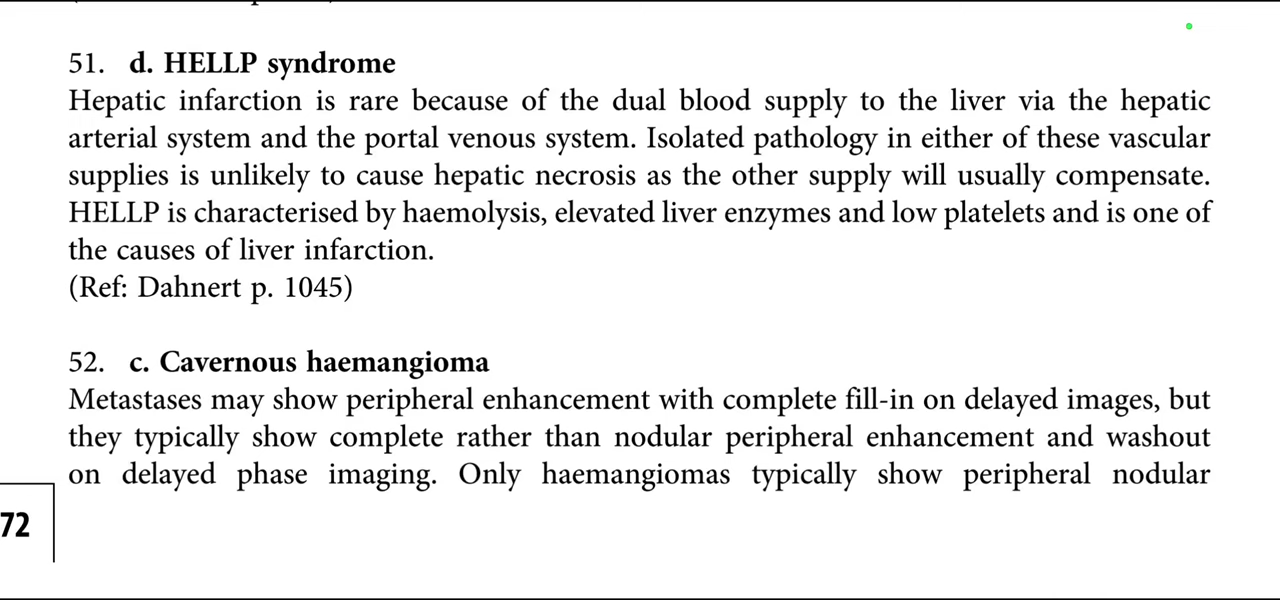 51. d. HELLP syndrome
Hepatic infarction is rare because of the dual blood supply to the liver via the hepatic
arterial system and the portal venous system. Isolated pathology in either of these vascular
supplies is unlikely to cause hepatic necrosis as the other supply will usually compensate.
HELLP is characterised by haemolysis, elevated liver enzymes and low platelets and is one of
the causes of liver infarction.
(Ref: Dahnert p. 1045)
52. c. Cavernous haemangioma
Metastases may show peripheral enhancement with complete fill-in on delayed images, but
they typically show complete rather than nodular peripheral enhancement and washout
on delayed phase imaging. Only haemangiomas typically show peripheral nodular
72